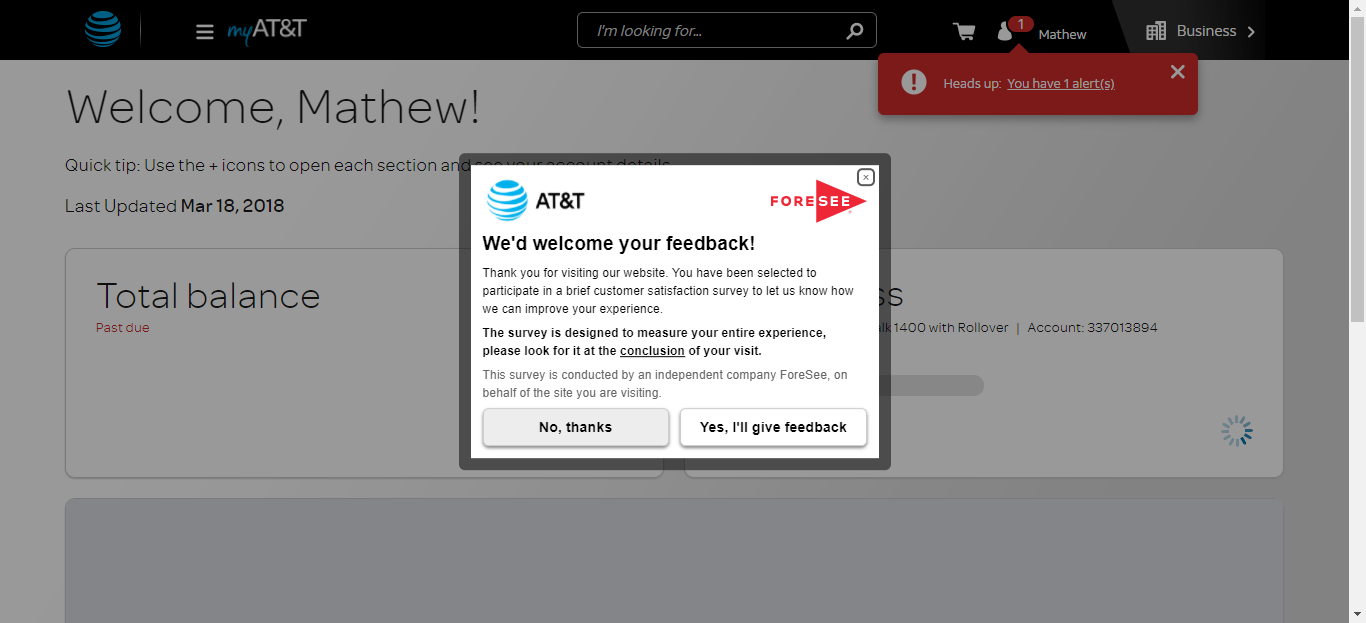 myAT&T
I'm looking for...
1
Mathew
Business
Heads up: You have 1 alert(s)
Welcome, Mathew!
Quick tip: Use the + icons to open each section and see your account details
Last Updated Mar 18, 2018
AT&T
FORESEE
We'd welcome your feedback!
Thank you for visiting our website. You have been selected to
participate in a brief customer satisfaction survey to let us know how
we can improve your experience.
The survey is designed to measure your entire experience,
please look for it at the conclusion of your visit.
This survey is conducted by an independent company ForeSee, on
behalf of the site you are visiting.
No, thanks
Yes, I'll give feedback
Total balance
Past due
ss
alk 1400 with Rollover | Account: 337013894